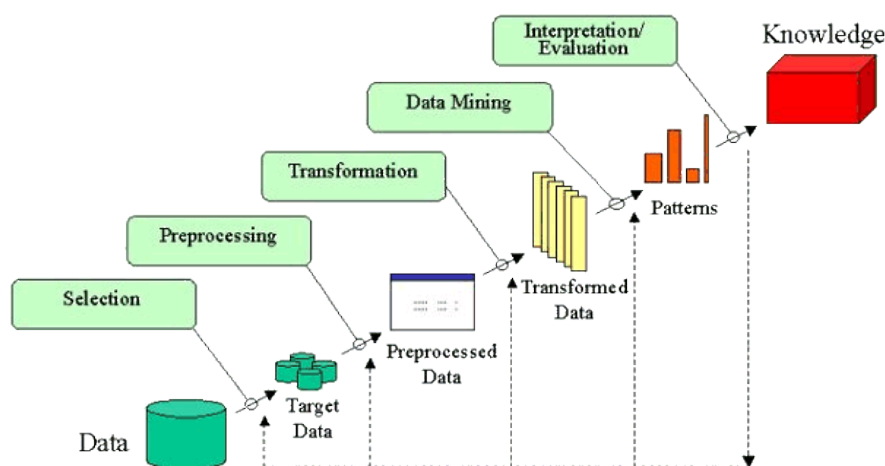 Interpretation/
Evaluation
Knowledge
Data Mining
Transformation
Patterns
Preprocessing
Transformed
Data
Selection
Preprocessed
Data
Target
Data
Data